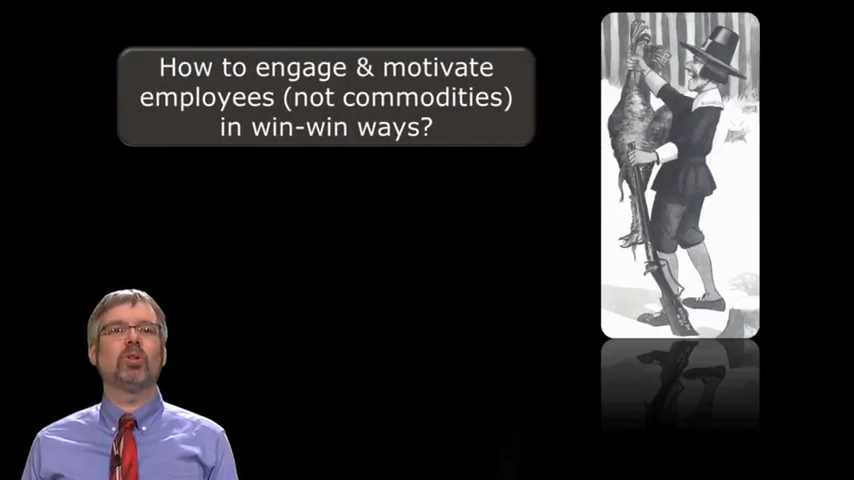 How to engage & motivate
employees (not commodities)
in win-win ways?